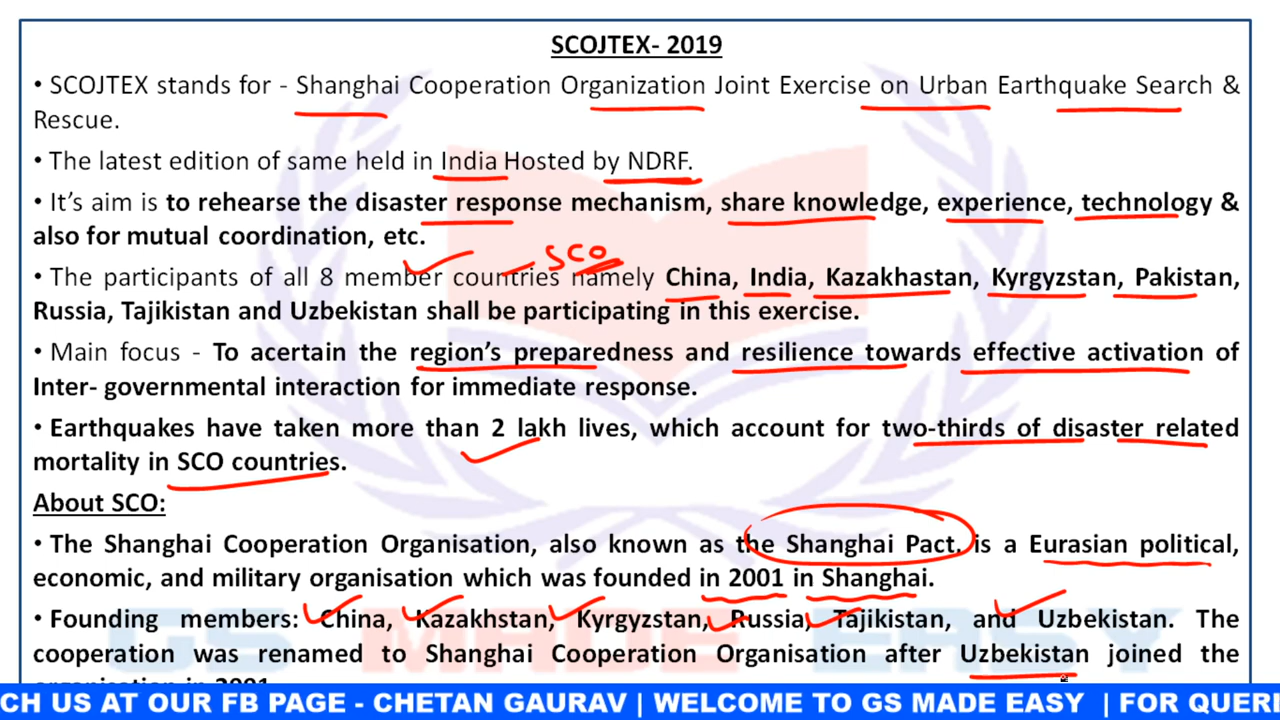 SCOJTEX- 2019
• SCOJTEX stands for - Shanghai Cooperation Organization Joint Exercise on Urban Earthquake Search &
Rescue.
• The latest edition of same held in India Hosted by NDRF.
• It's aim is to rehearse the disaster response mechanism, share knowledge, experience, technology &
also for mutual coordination, etc.
SCO
• The participants of all 8 member countries namely China, India, Kazakhastan, Kyrgyzstan, Pakistan,
Russia, Tajikistan and Uzbekistan shall be participating in this exercise.
• Main focus - To acertain the region's preparedness and resilience towards effective activation of
Inter- governmental interaction for immediate response.
• Earthquakes have taken more than 2 lakh lives, which account for two-thirds of disaster related
mortality in SCO countries.
About SCO:
• The Shanghai Cooperation Organisation, also known as the Shanghai Pact, is a Eurasian political,
economic, and military organisation which was founded in 2001 in Shanghai.
• Founding members: China, Kazakhstan, Kyrgyzstan, Russia, Tajikistan, and Uzbekistan. The
cooperation was renamed to Shanghai Cooperation Organisation after Uzbekistan joined the
organisation in 2001
GS MADE EASY
CH US AT OUR FB PAGE - CHETAN GAURAV | WELCOME TO GS MADE EASY | FOR QUERI